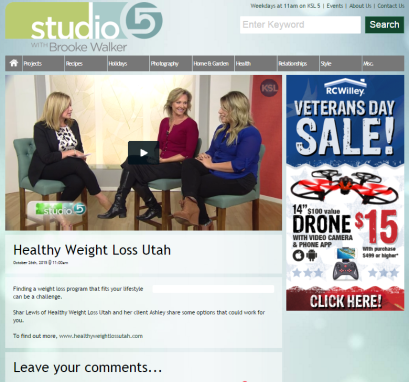 studio 5
WITH Brooke Walker
Weekdays at 11am on KSL 5 | Events | About Us | Contact Us
Enter Keyword
Search
Projects Recipes Holidays Photography Home & Garden Health Relationships Style Misc.
KSL
studio 5
RCWilley.
VETERANS DAY
SALE!
14" $100 value
DRONE $15
WITH VIDEO CAMERA
& PHONE APP
With purchase
$499 or higher*
CLICK HERE!
Healthy Weight Loss Utah
11:00am
Finding a weight loss program that fits your lifestyle
can be a challenge.
Shar Lewis of Healthy Weight Loss Utah and her client Ashley share some options that could work for
you.
To find out more, www.healthyweightlossutah.com
Leave your comments...